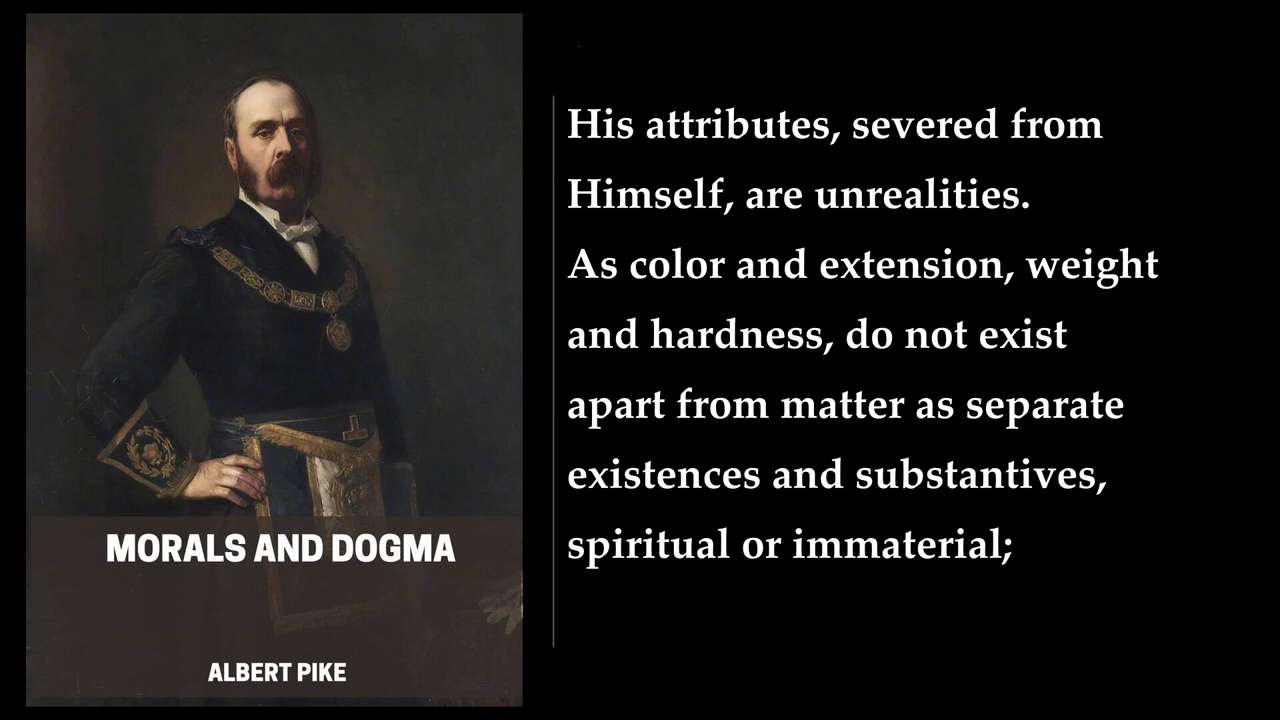 MORALS AND DOGMA
ALBERT PIKE
His attributes, severed from
Himself, are unrealities.
As color and extension, weight
and hardness, do not exist
apart from matter as separate
existences and substantives,
spiritual or immaterial;